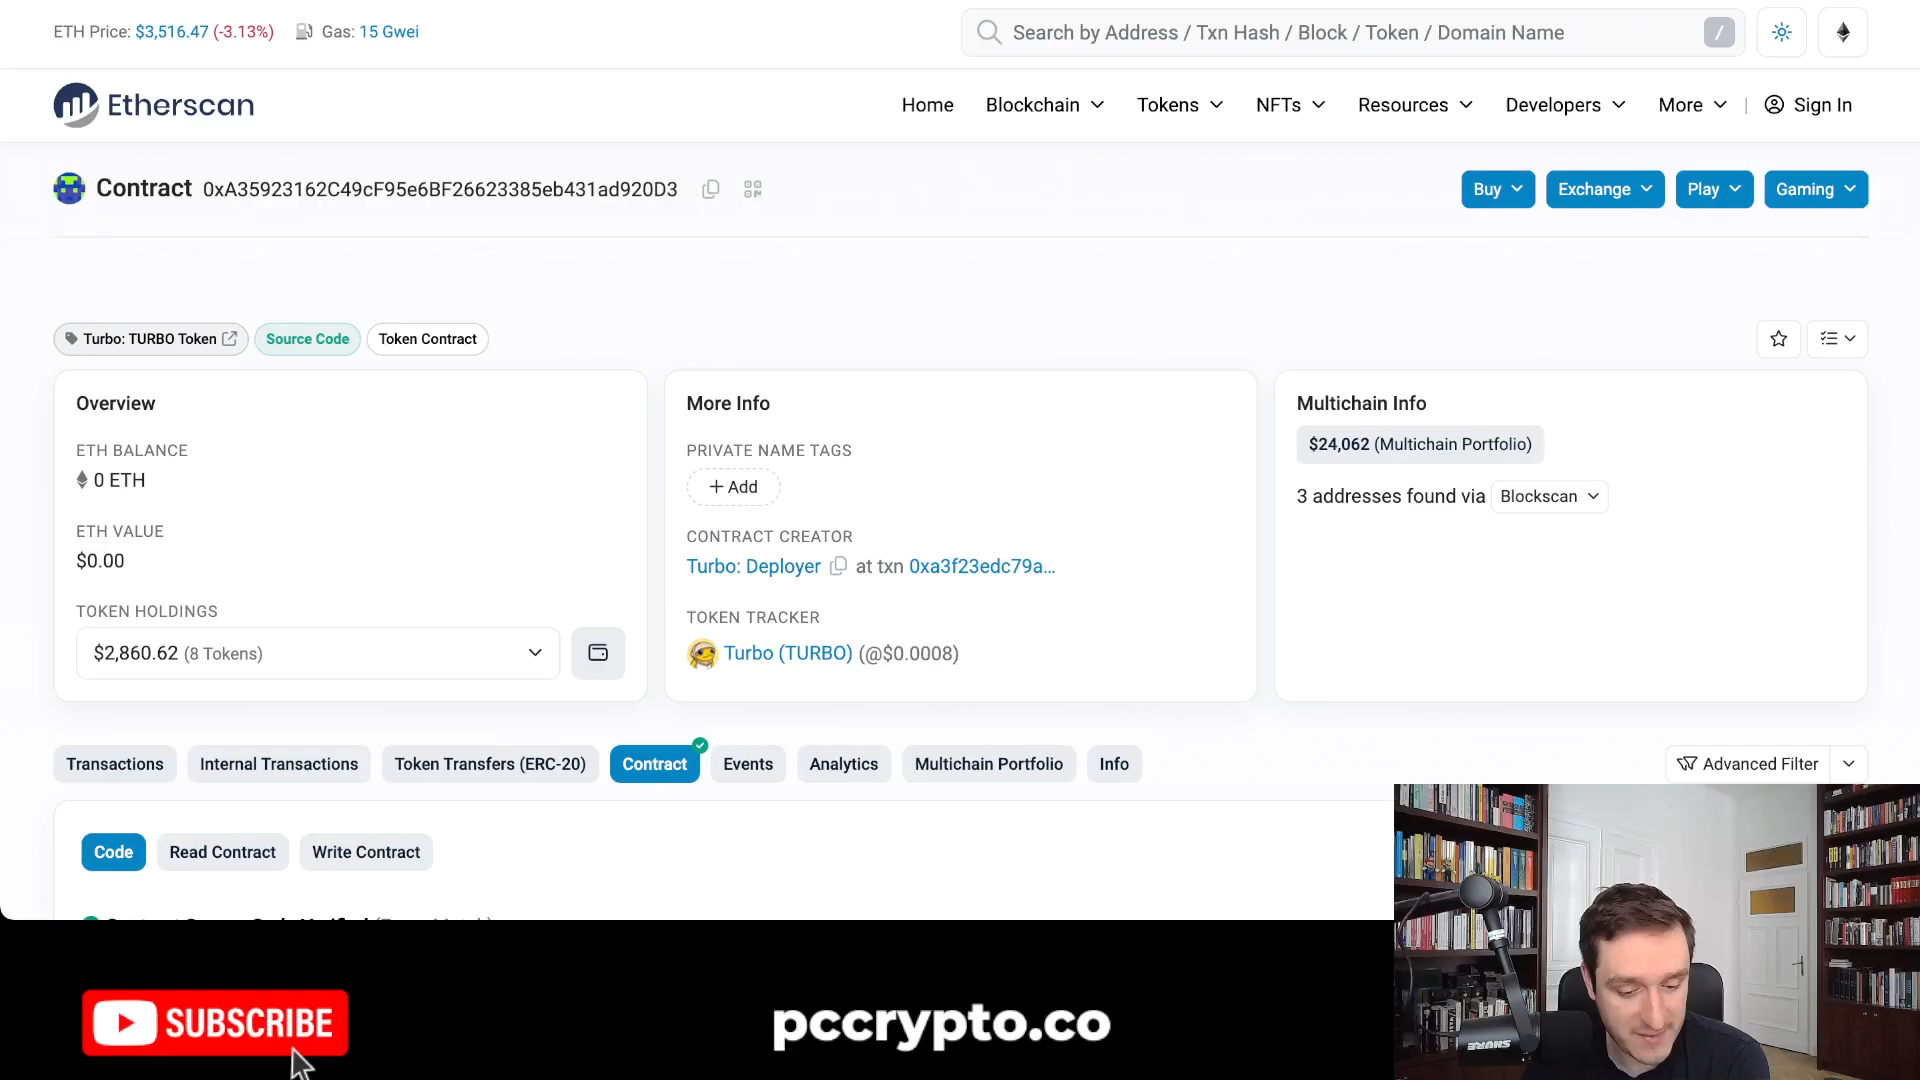 ETH Price: $3,516.47 (-3.13%) Gas: 15 Gwei
Search by Address / Txn Hash / Block / Token / Domain Name /
Etherscan
Home Blockchain Tokens NFTs Resources Developers More | Sign In
Contract 0xA35923162C49cF95e6BF26623385eb431ad920D3
Buy Exchange Play Gaming
Turbo: TURBO Token Source Code Token Contract
Overview
ETH BALANCE
0 ETH
ETH VALUE
$0.00
TOKEN HOLDINGS
$2,860.62 (8 Tokens)
More Info
PRIVATE NAME TAGS
+ Add
CONTRACT CREATOR
Turbo: Deployer at txn 0xa3f23edc79a...
TOKEN TRACKER
Turbo (TURBO) (@$0.0008)
Multichain Info
$24,062 (Multichain Portfolio)
3 addresses found via Blockscan
Transactions Internal Transactions Token Transfers (ERC-20) Contract Events Analytics Multichain Portfolio Info
Advanced Filter
Code Read Contract Write Contract
SUBSCRIBE
pccrypto.co
SHURE